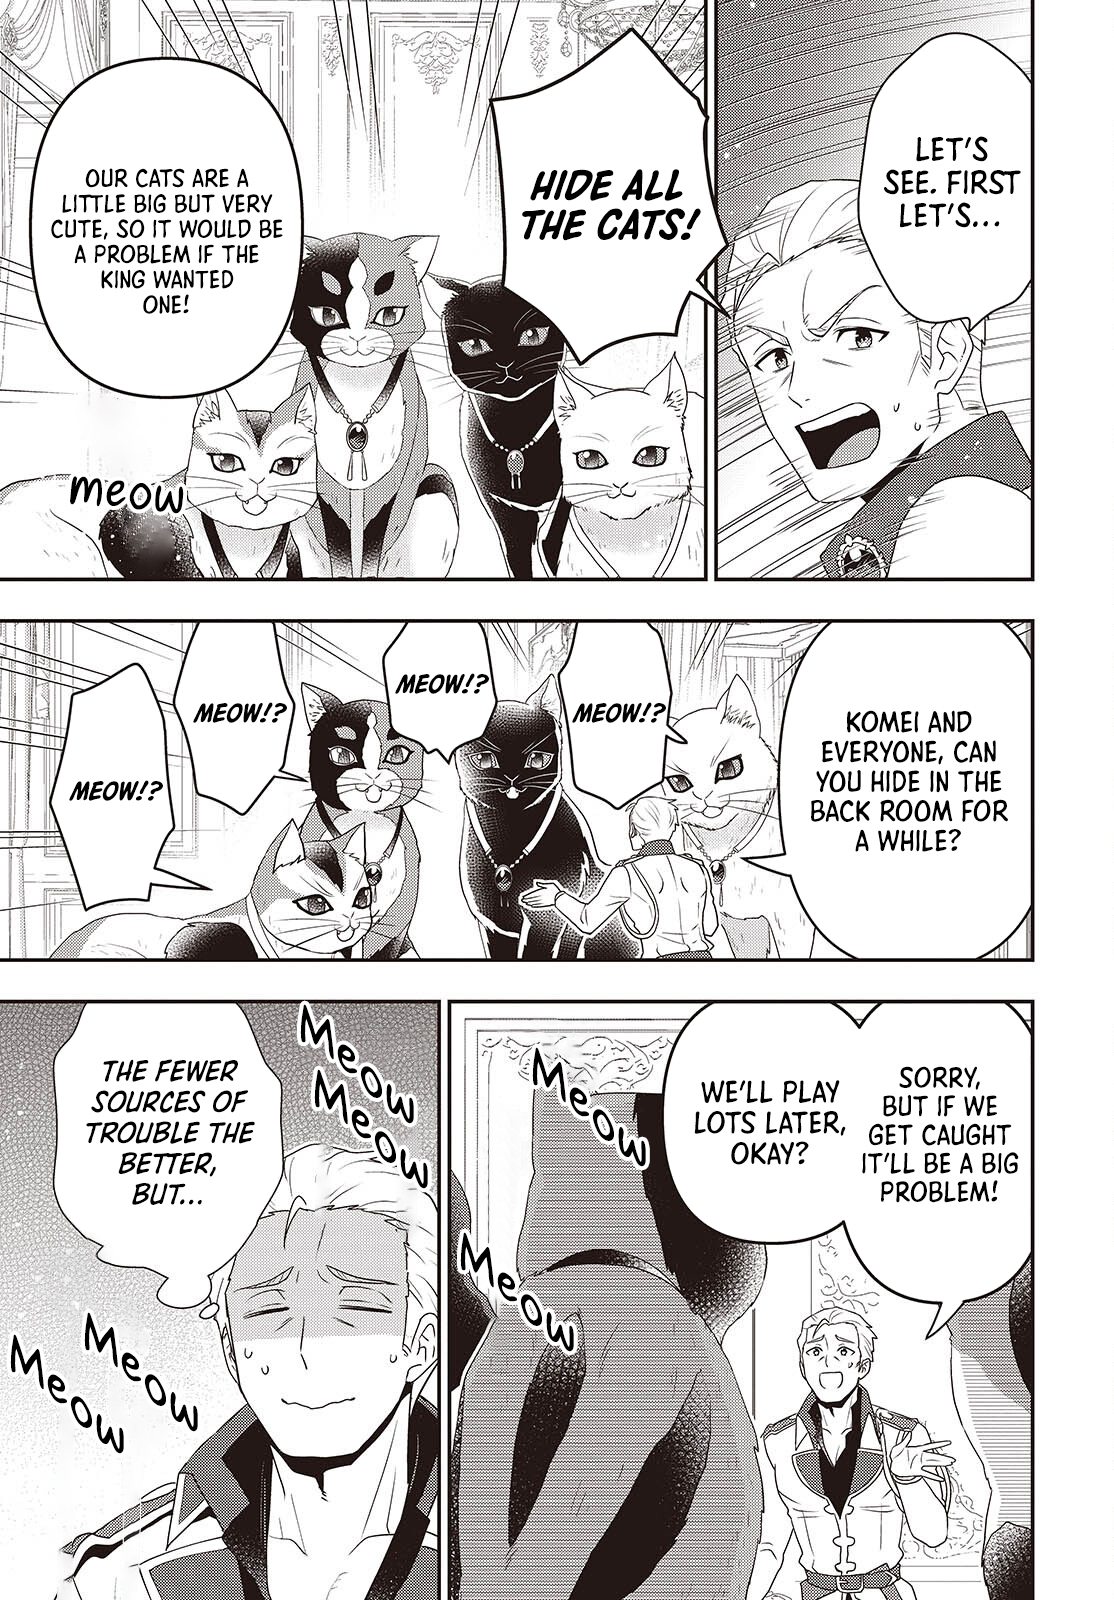 LET'S
SEE. FIRST
LET'S...
HIDE ALL
THE CATS!
OUR CATS ARE A
LITTLE BIG BUT VERY
CUTE, SO IT WOULD BE
A PROBLEM IF THE
KING WANTED
ONE!
meow
KOMEI AND
EVERYONE, CAN
YOU HIDE IN THE
BACK ROOM FOR
A WHILE?
MEOW!?
MEOW!?
MEOW!?
MEOW!?
SORRY,
BUT IF WE
GET CAUGHT
IT'LL BE A BIG
PROBLEM!
WE'LL PLAY
LOTS LATER,
OKAY?
Meow
Meow
THE FEWER
SOURCES OF
TROUBLE THE
BETTER,
BUT...
Meow
Meow
Meow
Meow